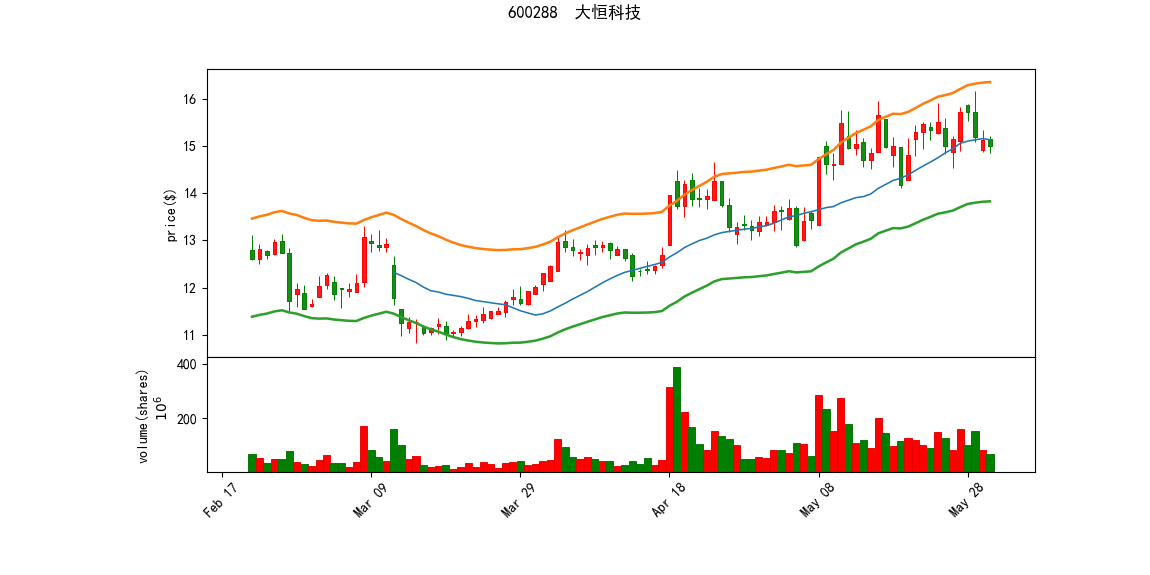 600288 大恒科技
price($)
16
15
14
13
12
11
volume(shares)
10^6
400
200
Feb 17
Mar 09
Mar 29
Apr 18
May 08
May 28